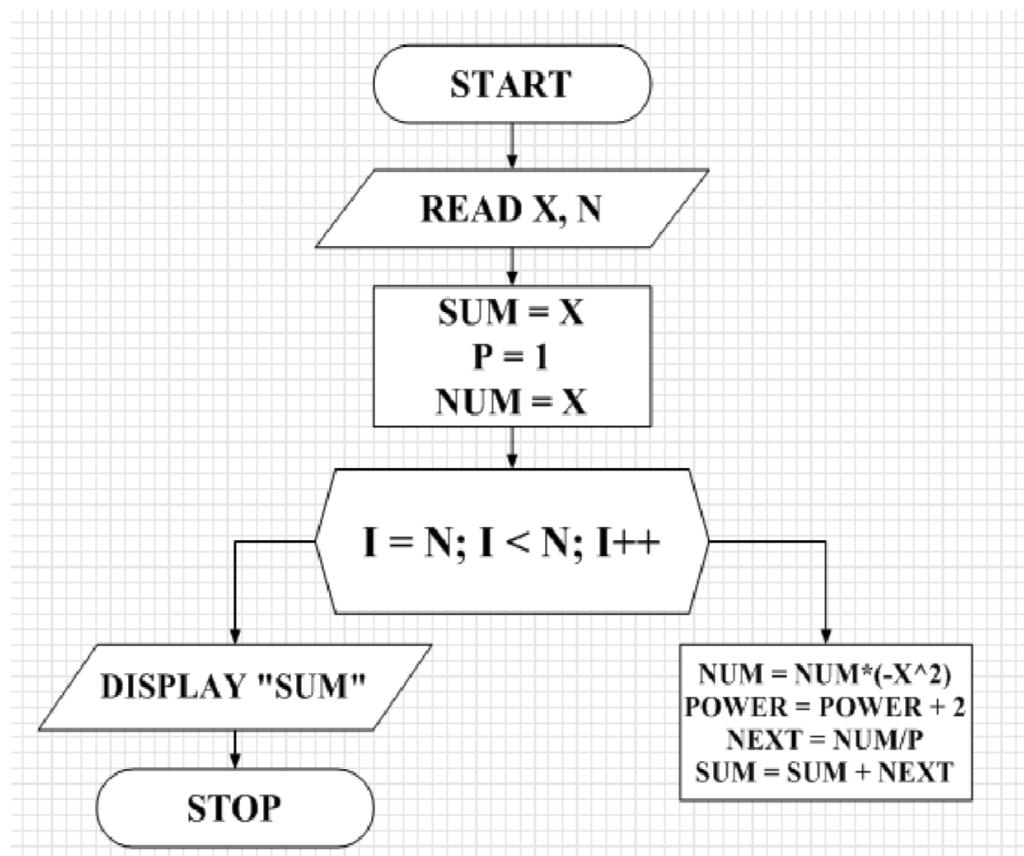 START
READ X, N
SUM = X
P = 1
NUM = X
I = N; I < N; I++
DISPLAY "SUM"
STOP
NUM = NUM*(-X^2)
POWER = POWER + 2
NEXT = NUM/P
SUM = SUM + NEXT